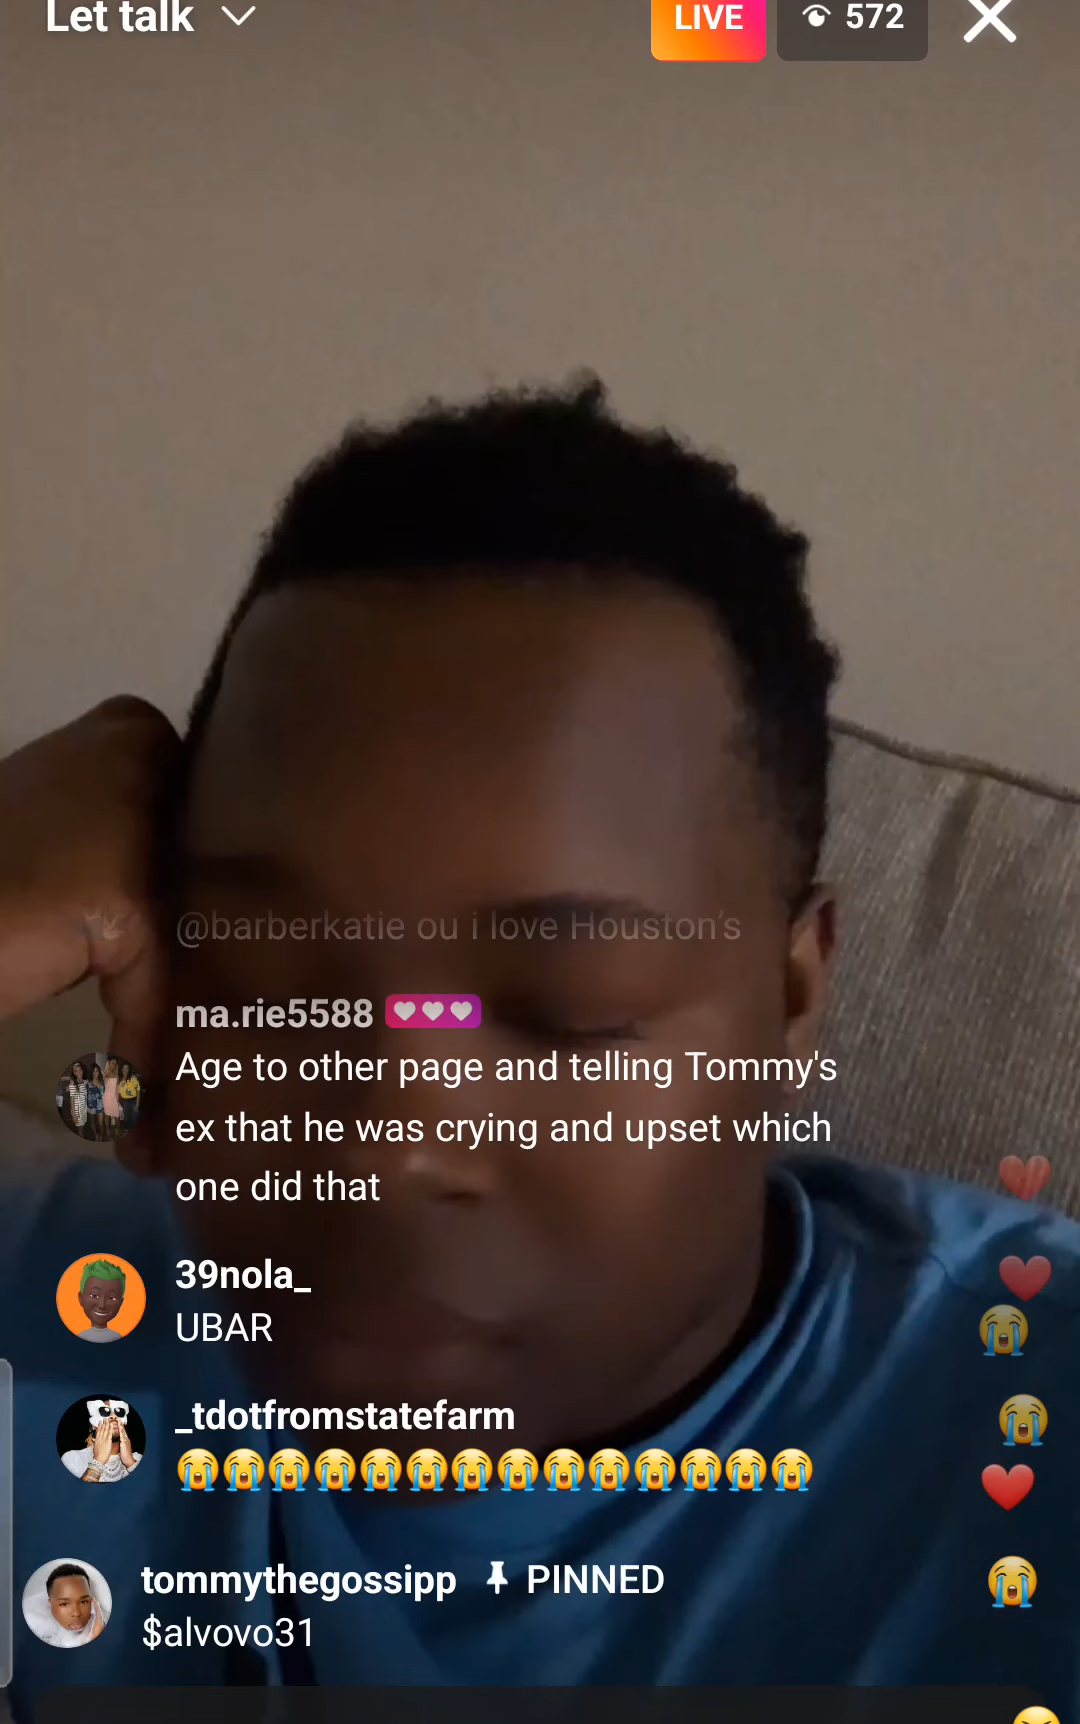 Let talk
LIVE
572
@barberkatie ou i love Houston's
ma.rie5588
Age to other page and telling Tommy's
ex that he was crying and upset which
one did that
39nola_
UBAR
_tdotfromstatefarm
😭😭😭😭😭😭😭😭😭😭😭😭😭😭
tommythegossipp PINNED
$alvovo31